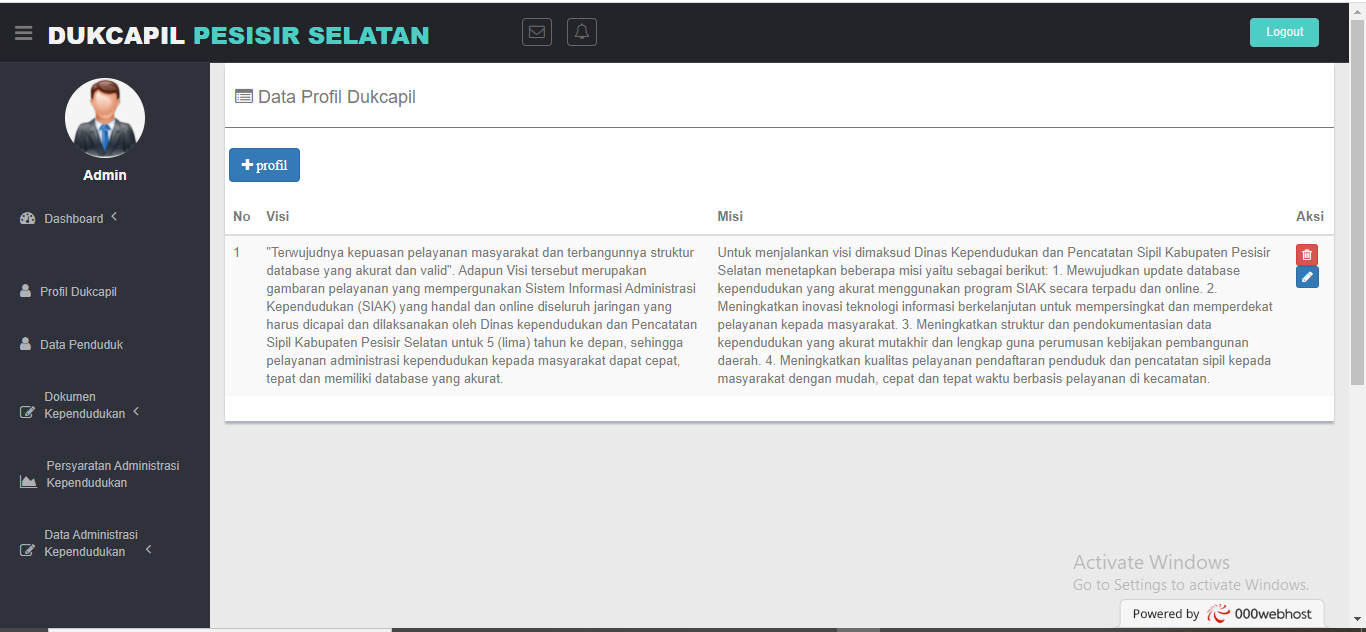 DUKCAPIL PESISIR SELATAN
Logout
Admin
Dashboard
Profil Dukcapil
Data Penduduk
Dokumen
Kependudukan
Persyaratan Administrasi
Kependudukan
Data Administrasi
Kependudukan
Data Profil Dukcapil
profil
No Visi Misi Aksi
1
"Terwujudnya kepuasan pelayanan masyarakat dan terbangunnya struktur
database yang akurat dan valid". Adapun Visi tersebut merupakan
gambaran pelayanan yang mempergunakan Sistem Informasi Administrasi
Kependudukan (SIAK) yang handal dan online diseluruh jaringan yang
harus dicapai dan dilaksanakan oleh Dinas kependudukan dan Pencatatan
Sipil Kabupaten Pesisir Selatan untuk 5 (lima) tahun ke depan, sehingga
pelayanan administrasi kependudukan kepada masyarakat dapat cepat,
tepat dan memiliki database yang akurat.
Untuk menjalankan visi dimaksud Dinas Kependudukan dan Pencatatan Sipil Kabupaten Pesisir
Selatan menetapkan beberapa misi yaitu sebagai berikut: 1. Mewujudkan update database
kependudukan yang akurat menggunakan program SIAK secara terpadu dan online. 2.
Meningkatkan inovasi teknologi informasi berkelanjutan untuk mempersingkat dan memperdekat
pelayanan kepada masyarakat. 3. Meningkatkan struktur dan pendokumentasian data
kependudukan yang akurat mutakhir dan lengkap guna perumusan kebijakan pembangunan
daerah. 4. Meningkatkan kualitas pelayanan pendaftaran penduduk dan pencatatan sipil kepada
masyarakat dengan mudah, cepat dan tepat waktu berbasis pelayanan di kecamatan.
Activate Windows
Go to Settings to activate Windows.
Powered by 000webhost